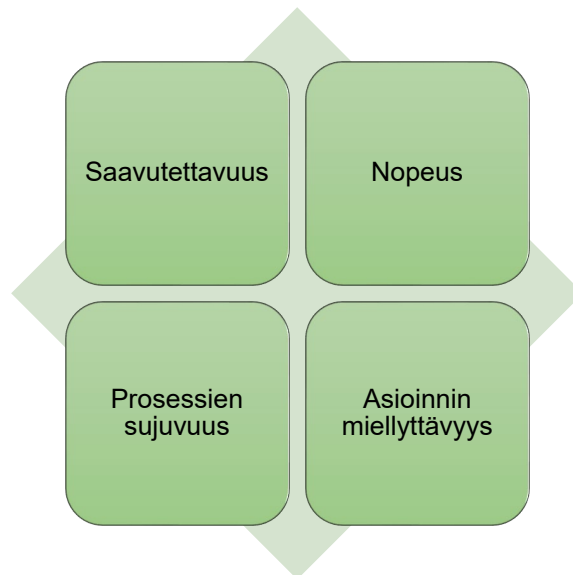 Saavutettavuus
Nopeus
Prosessien
sujuvuus
Asioinnin
miellyttävyys